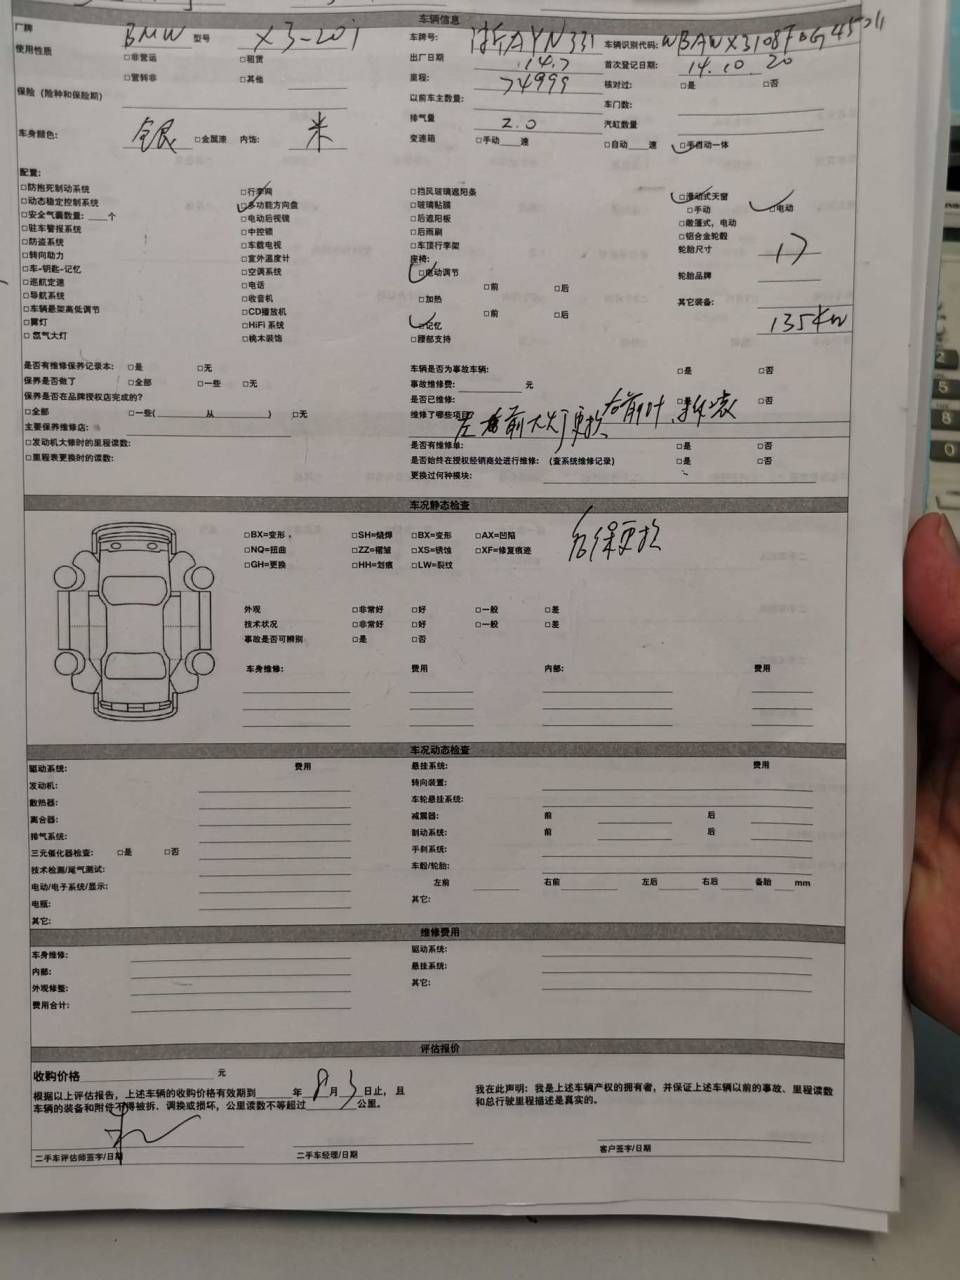 车辆信息
厂牌 BMW 型号 X3-20i 车牌号: 浙AYN331 车辆识别代码:
使用性质 □非营运 □租赁 出厂日期 14.7 首次登记日期: 14.10.20
□营转非 □其他 里程: 74999 核对过: □是 □否
保险（险种和保险期） 以前车主数量: 车门数:
排气量 2.0 汽缸数量
车身颜色: 银 □金属漆 内饰: 米 变速箱 □手动 速 □自动 速 □手自动一体
配置:
□防抱死制动系统 □行李网 □挡风玻璃遮阳条 □滑动式天窗
□动态稳定控制系统 □多功能方向盘 □玻璃贴膜 □手动 □电动
□安全气囊数量: 个 □电动后视镜 □后遮阳板 □敞篷式，电动
□驻车警报系统 □中控锁 □后雨刷 □铝合金轮毂
□防盗系统 □车载电视 □车顶行李架 轮胎尺寸 17
□转向助力 □室外温度计 座椅:
□车-钥匙-记忆 □空调系统 □电动调节 轮胎品牌
□巡航定速 □电话 □前 □后
□导航系统 □收音机 □加热 其它装备:
□车辆悬架高低调节 □CD播放机 □前 □后 135KW
□雾灯 □HiFi 系统 □记忆
□氙气大灯 □桃木装饰 □腰部支持
是否有维修保养记录本: □是 □无 车辆是否为事故车辆: □是 □否
保养是否做了 □全部 □一些 □无 事故维修费: 元
保养是否在品牌授权店完成的? 是否已维修: □是 □否
□全部 □一些( 从 ) □无 维修了哪些项目 前大灯更换 右前叶
主要保养维修店: 是否有维修单: □是 □否
□发动机大修时的里程读数: 是否始终在授权经销商处进行维修: （查系统维修记录） □是 □否
□里程表更换时的读数: 更换过何种模块:
车况静态检查
□BX=变形 □SH=烧焊 □BX=变形 □AX=凹陷 后保更换
□NQ=扭曲 □ZZ=褶皱 □XS=锈蚀 □XF=修复痕迹
□GH=更换 □HH=划痕 □LW=裂纹
外观 □非常好 □好 □一般 □差
技术状况 □非常好 □好 □一般 □差
事故是否可辨别 □是 □否
车身维修: 费用 内部: 费用
车况动态检查
驱动系统: 费用 悬挂系统: 费用
发动机: 转向装置:
散热器: 车轮悬挂系统:
离合器: 减震器: 前 后
排气系统: 制动系统: 前 后
三元催化器检查: □是 □否 手刹系统:
技术检测/尾气测试: 车毂/轮胎:
电动/电子系统/显示: 左前 右前 左后 右后 备胎 mm
电瓶: 其它:
其它:
维修费用
车身维修: 驱动系统:
内部: 悬挂系统:
外观修整: 其它:
费用合计:
评估报价
收购价格 元
根据以上评估报告，上述车辆的收购价格有效期到 年 8 月 3 日止，且
车辆的装备和附件不得被拆、调换或损坏，公里读数不等超过 公里。
我在此声明：我是上述车辆产权的拥有者，并保证上述车辆以前的事故、里程读数
和总行驶里程描述是真实的。
二手车评估师签字/日期 二手车经理/日期 客户签字/日期